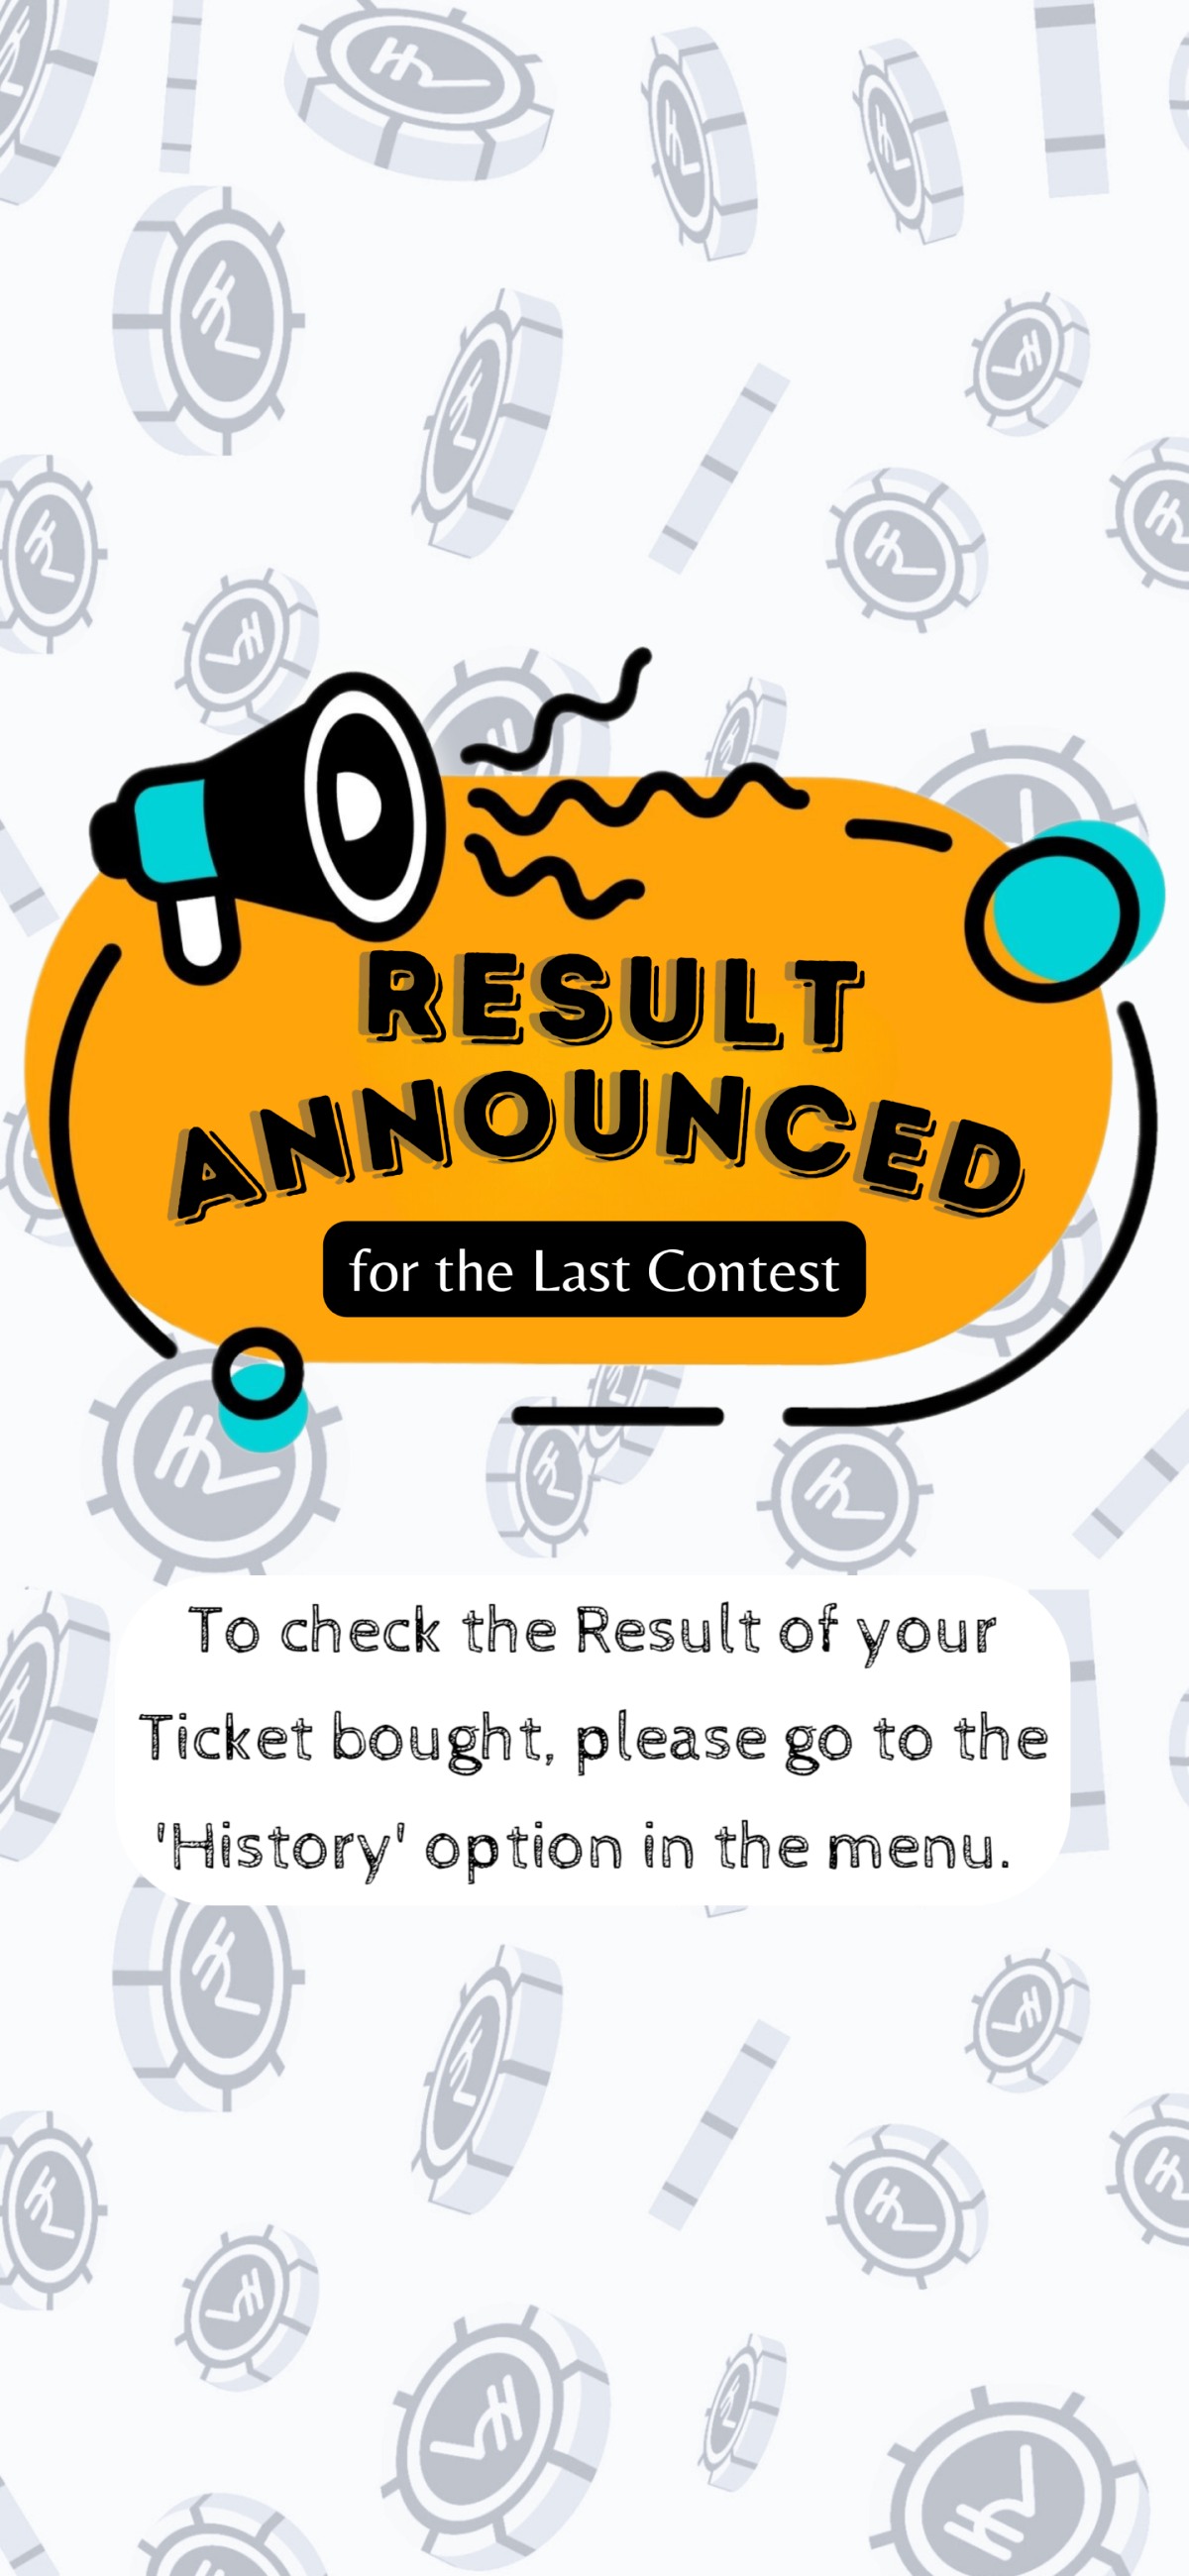 RESULT
ANNOUNCED
for the Last Contest
To check the Result of your
Ticket bought, please go to the
'History' option in the menu.